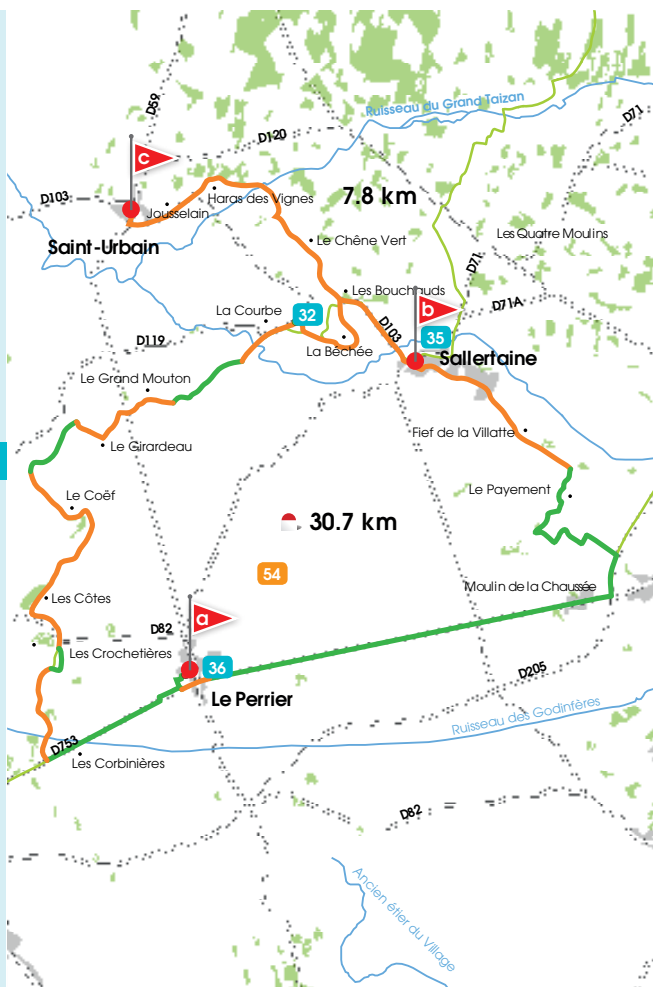 Ruisseau du Grand Taizan
D59
D71
D120
c
D103
Jousselain
Haras des Vignes
7.8 km
Saint-Urbain
Le Chêne Vert
Les Quatre Moulins
D71
Les Bouchauds
D71A
La Courbe
32
b
D103
35
D119
La Béchée
Sallertaine
Le Grand Mouton
Le Girardeau
Fief de la Villatte
Le Coëf
Le Payement
30.7 km
54
Les Côtes
Moulin de la Chaussée
a
D82
Les Crochetières
36
D205
Le Perrier
Ruisseau des Godinfères
D753
Les Corbinières
D82
Ancien étier du Village